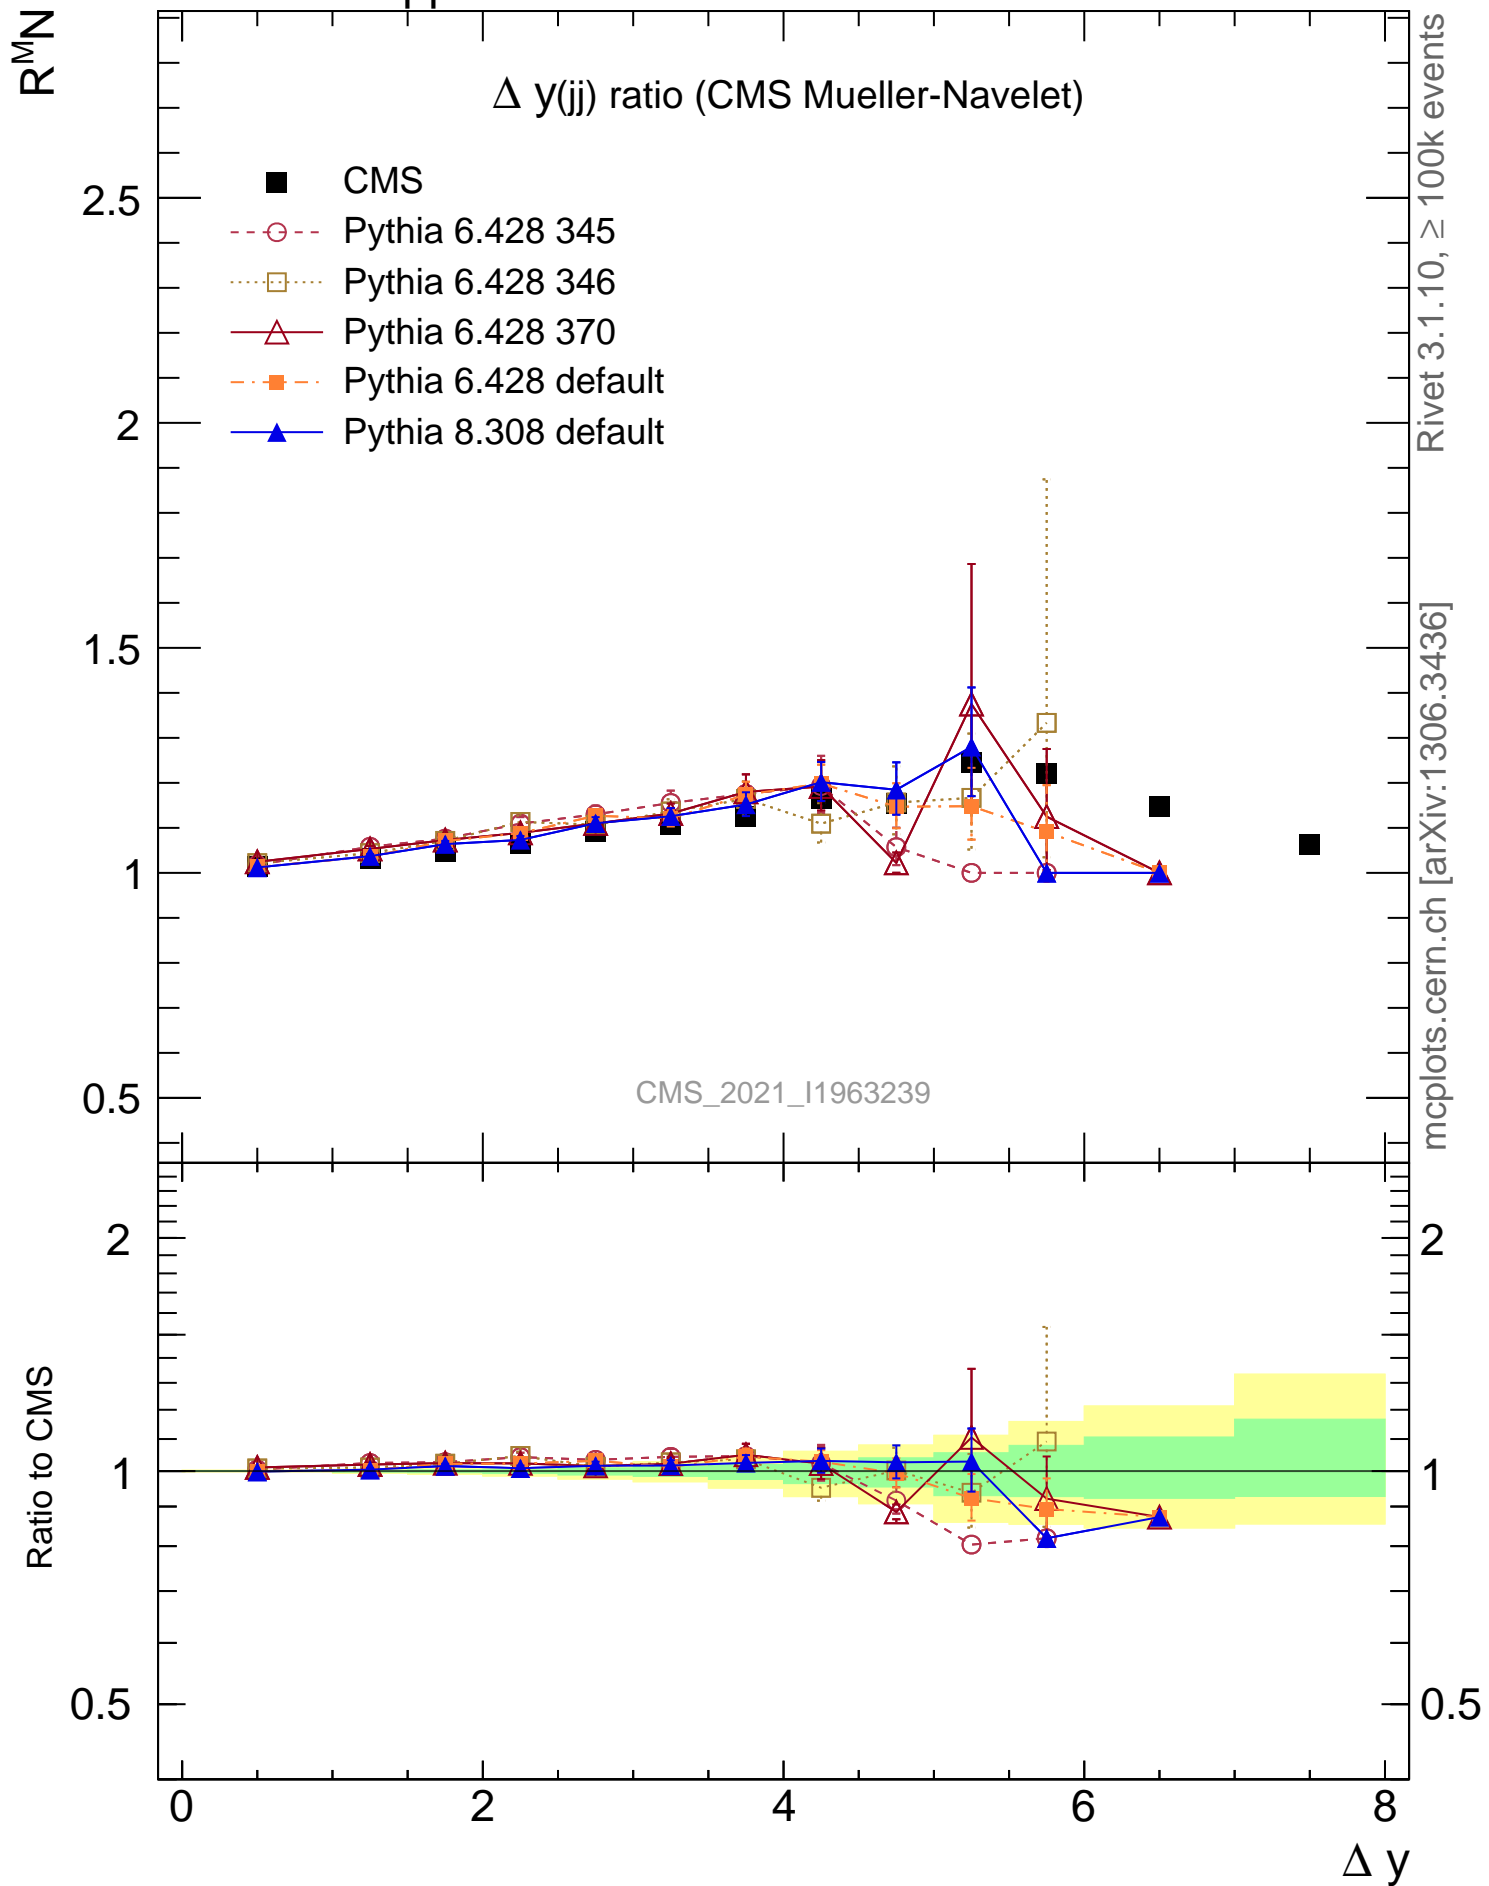 R^MN
Δ y(jj) ratio (CMS Mueller-Navelet)
CMS
Pythia 6.428 345
Pythia 6.428 346
Pythia 6.428 370
Pythia 6.428 default
Pythia 8.308 default
2.5
2
1.5
1
0.5
CMS_2021_I1963239
Rivet 3.1.10, ≥ 100k events
mcplots.cern.ch [arXiv:1306.3436]
Ratio to CMS
2
1
0.5
2
1
0.5
0 2 4 6 8
Δ y